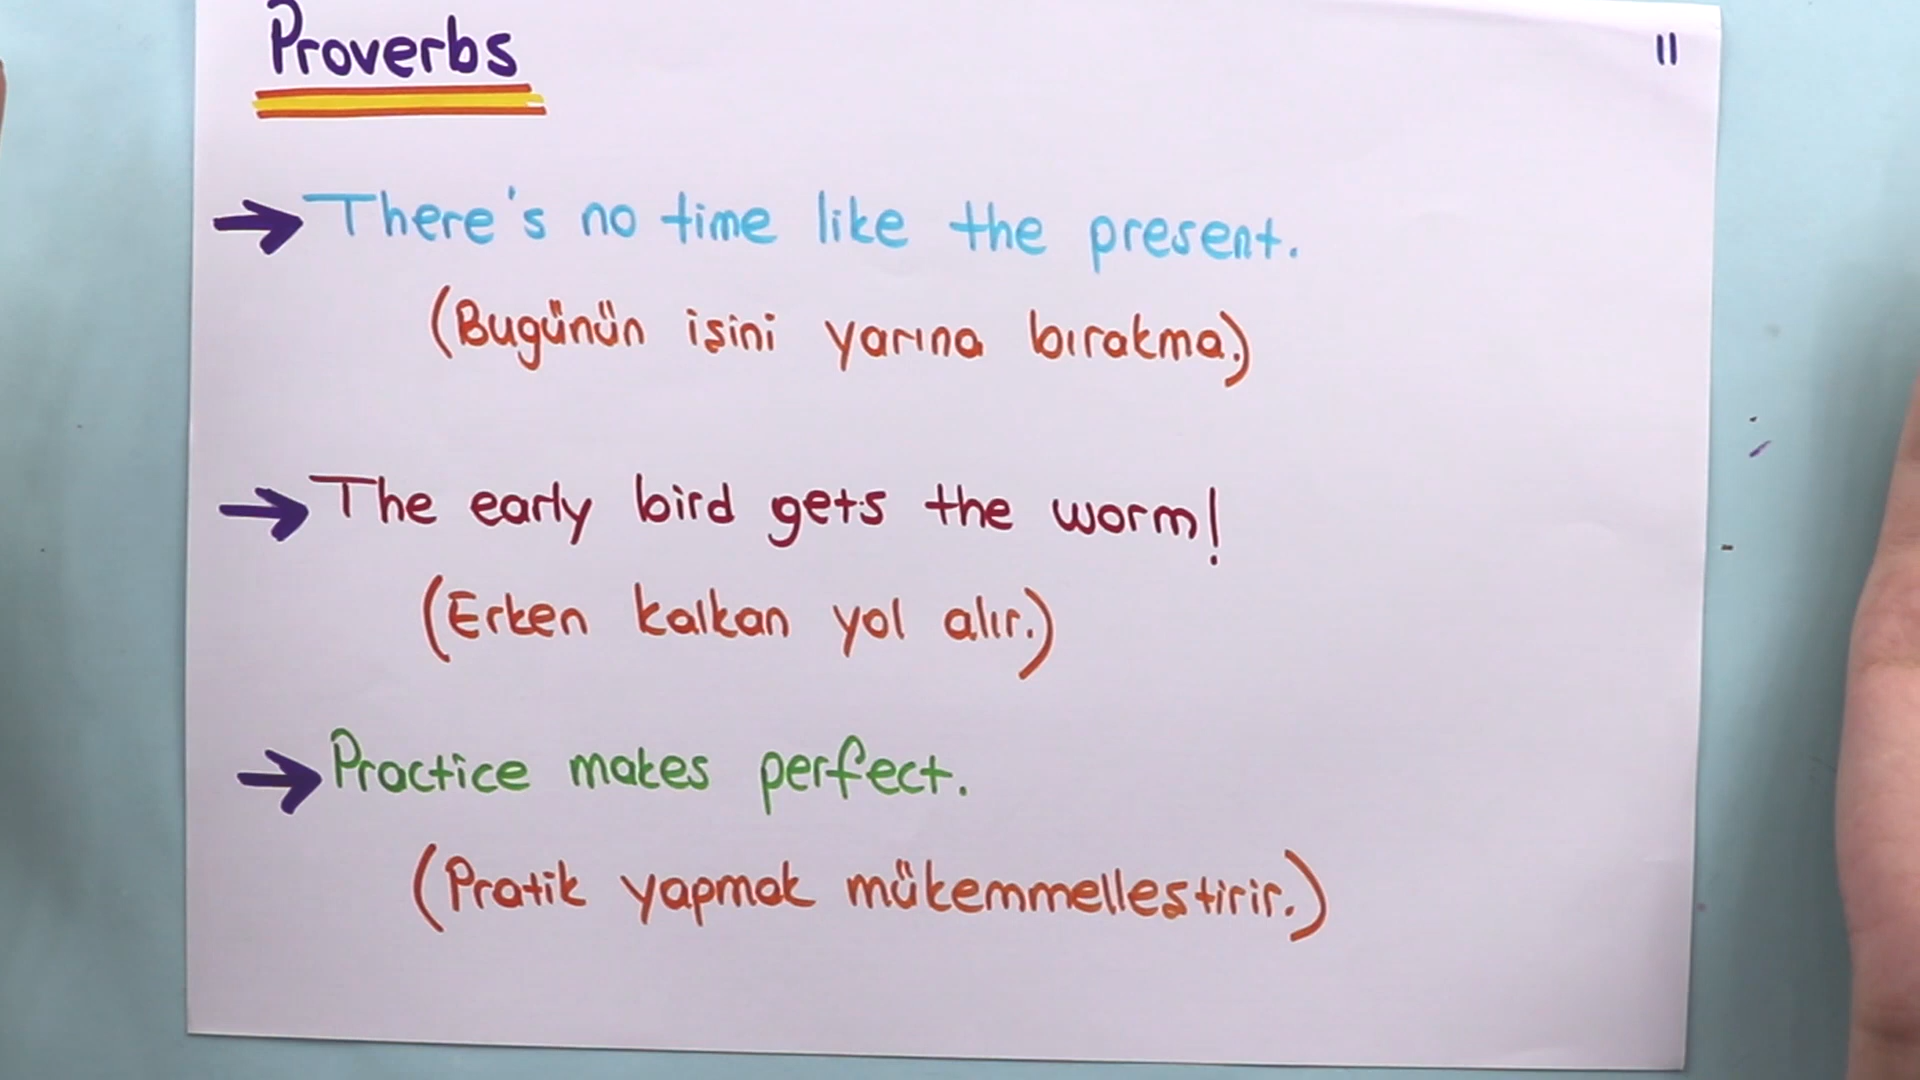 Proverbs
11
There's no time like the present.
(Bugünün işini yarına bırakma.)
The early bird gets the worm!
(Erken kalkan yol alır.)
Practice makes perfect.
(Pratik yapmak mükemmelleştirir.)